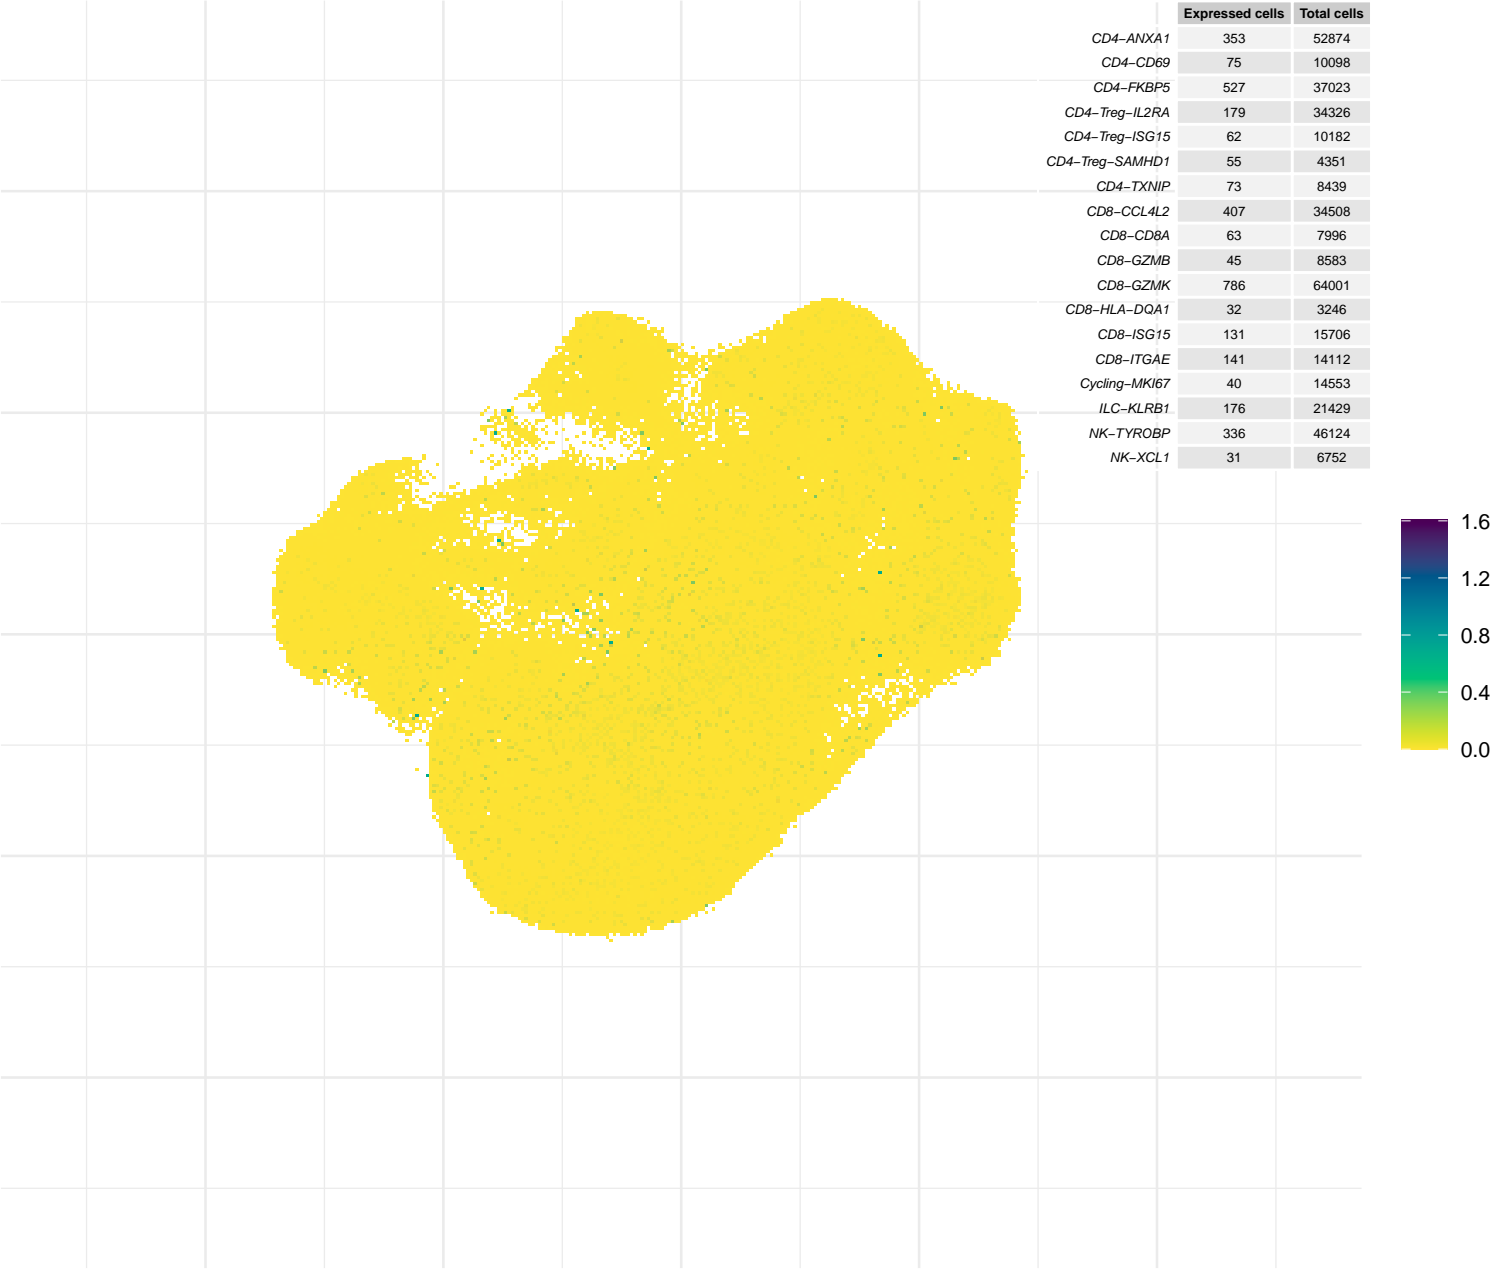 Expressed cells Total cells
CD4−ANXA1 353 52874
CD4−CD69 75 10098
CD4−FKBP5 527 37023
CD4−Treg−IL2RA 179 34326
CD4−Treg−ISG15 62 10182
CD4−Treg−SAMHD1 55 4351
CD4−TXNIP 73 8439
CD8−CCL4L2 407 34508
CD8−CD8A 63 7996
CD8−GZMB 45 8583
CD8−GZMK 786 64001
CD8−HLA−DQA1 32 3246
CD8−ISG15 131 15706
CD8−ITGAE 141 14112
Cycling−MKI67 40 14553
ILC−KLRB1 176 21429
NK−TYROBP 336 46124
NK−XCL1 31 6752
1.6
1.2
0.8
0.4
0.0